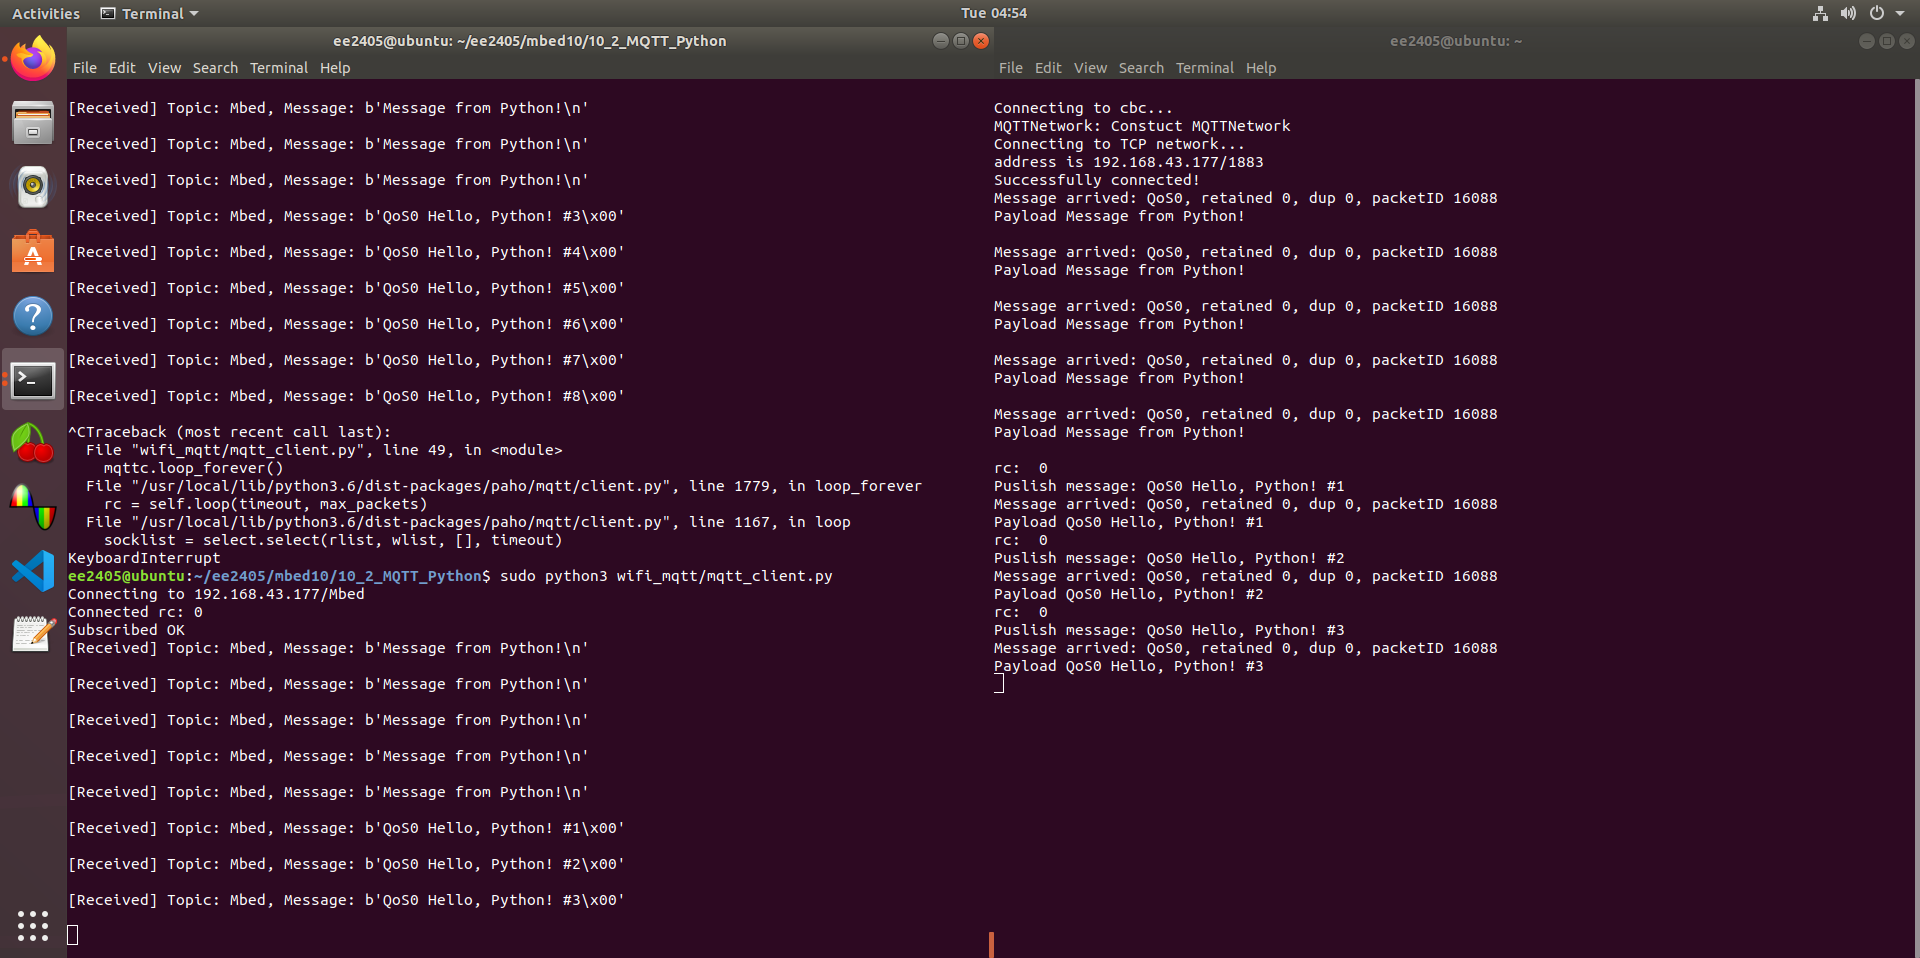 Activities Terminal Tue 04:54
ee2405@ubuntu: ~/ee2405/mbed10/10_2_MQTT_Python
File Edit View Search Terminal Help
[Received] Topic: Mbed, Message: b'Message from Python!\n'
[Received] Topic: Mbed, Message: b'Message from Python!\n'
[Received] Topic: Mbed, Message: b'Message from Python!\n'
[Received] Topic: Mbed, Message: b'QoS0 Hello, Python! #3\x00'
[Received] Topic: Mbed, Message: b'QoS0 Hello, Python! #4\x00'
[Received] Topic: Mbed, Message: b'QoS0 Hello, Python! #5\x00'
[Received] Topic: Mbed, Message: b'QoS0 Hello, Python! #6\x00'
[Received] Topic: Mbed, Message: b'QoS0 Hello, Python! #7\x00'
[Received] Topic: Mbed, Message: b'QoS0 Hello, Python! #8\x00'
^CTraceback (most recent call last):
  File "wifi_mqtt/mqtt_client.py", line 49, in <module>
    mqttc.loop_forever()
  File "/usr/local/lib/python3.6/dist-packages/paho/mqtt/client.py", line 1779, in loop_forever
    rc = self.loop(timeout, max_packets)
  File "/usr/local/lib/python3.6/dist-packages/paho/mqtt/client.py", line 1167, in loop
    socklist = select.select(rlist, wlist, [], timeout)
KeyboardInterrupt
ee2405@ubuntu:~/ee2405/mbed10/10_2_MQTT_Python$ sudo python3 wifi_mqtt/mqtt_client.py
Connecting to 192.168.43.177/Mbed
Connected rc: 0
Subscribed OK
[Received] Topic: Mbed, Message: b'Message from Python!\n'
[Received] Topic: Mbed, Message: b'Message from Python!\n'
[Received] Topic: Mbed, Message: b'Message from Python!\n'
[Received] Topic: Mbed, Message: b'Message from Python!\n'
[Received] Topic: Mbed, Message: b'Message from Python!\n'
[Received] Topic: Mbed, Message: b'QoS0 Hello, Python! #1\x00'
[Received] Topic: Mbed, Message: b'QoS0 Hello, Python! #2\x00'
[Received] Topic: Mbed, Message: b'QoS0 Hello, Python! #3\x00'
ee2405@ubuntu: ~
File Edit View Search Terminal Help
Connecting to cbc...
MQTTNetwork: Constuct MQTTNetwork
Connecting to TCP network...
address is 192.168.43.177/1883
Successfully connected!
Message arrived: QoS0, retained 0, dup 0, packetID 16088
Payload Message from Python!
Message arrived: QoS0, retained 0, dup 0, packetID 16088
Payload Message from Python!
Message arrived: QoS0, retained 0, dup 0, packetID 16088
Payload Message from Python!
Message arrived: QoS0, retained 0, dup 0, packetID 16088
Payload Message from Python!
Message arrived: QoS0, retained 0, dup 0, packetID 16088
Payload Message from Python!
rc:  0
Puslish message: QoS0 Hello, Python! #1
Message arrived: QoS0, retained 0, dup 0, packetID 16088
Payload QoS0 Hello, Python! #1
rc:  0
Puslish message: QoS0 Hello, Python! #2
Message arrived: QoS0, retained 0, dup 0, packetID 16088
Payload QoS0 Hello, Python! #2
rc:  0
Puslish message: QoS0 Hello, Python! #3
Message arrived: QoS0, retained 0, dup 0, packetID 16088
Payload QoS0 Hello, Python! #3